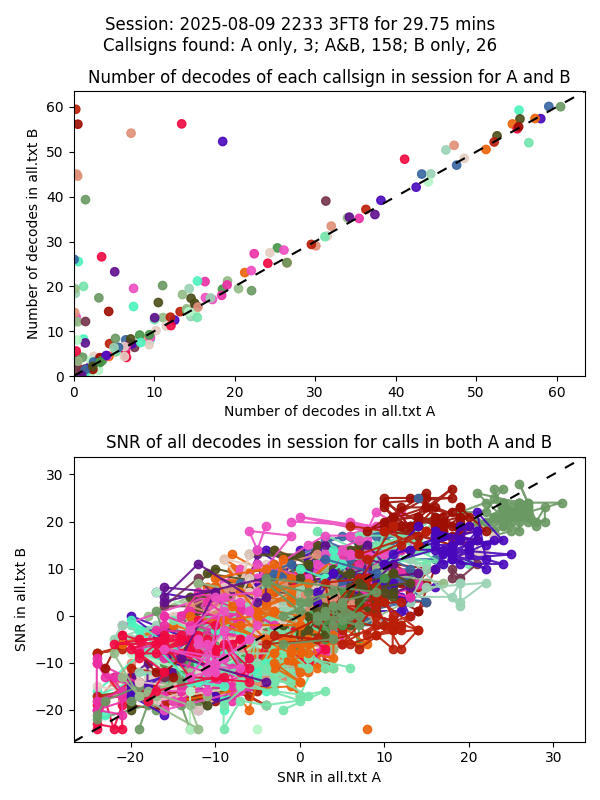 Session: 2025-08-09 2233 3FT8 for 29.75 mins
Callsigns found: A only, 3; A&B, 158; B only, 26
Number of decodes of each callsign in session for A and B
60
50
40
30
20
10
0
Number of decodes in all.txt B
0 10 20 30 40 50 60
Number of decodes in all.txt A
SNR of all decodes in session for calls in both A and B
30
20
10
0
−10
−20
SNR in all.txt B
−20 −10 0 10 20 30
SNR in all.txt A